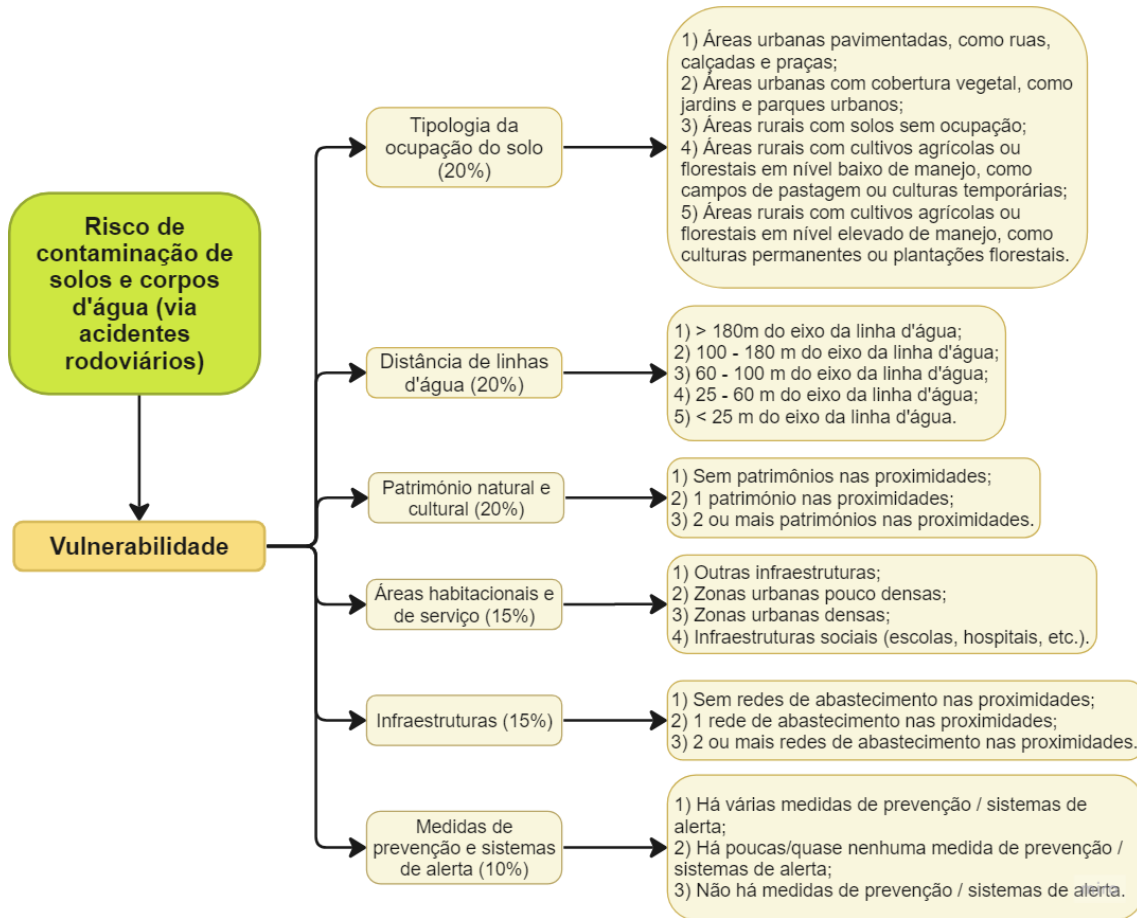 Risco de
contaminação de
solos e corpos
d'água (via
acidentes
rodoviários)
Vulnerabilidade
Tipologia da
ocupação do solo
(20%)
1) Áreas urbanas pavimentadas, como ruas,
calçadas e praças;
2) Áreas urbanas com cobertura vegetal, como
jardins e parques urbanos;
3) Áreas rurais com solos sem ocupação;
4) Áreas rurais com cultivos agrícolas ou
florestais em nível baixo de manejo, como
campos de pastagem ou culturas temporárias;
5) Áreas rurais com cultivos agrícolas ou
florestais em nível elevado de manejo, como
culturas permanentes ou plantações florestais.
Distância de linhas
d'água (20%)
1) > 180m do eixo da linha d'água;
2) 100 - 180 m do eixo da linha d'água;
3) 60 - 100 m do eixo da linha d'água;
4) 25 - 60 m do eixo da linha d'água;
5) < 25 m do eixo da linha d'água.
Património natural e
cultural (20%)
1) Sem patrimônios nas proximidades;
2) 1 património nas proximidades;
3) 2 ou mais patrimónios nas proximidades.
Áreas habitacionais e
de serviço (15%)
1) Outras infraestruturas;
2) Zonas urbanas pouco densas;
3) Zonas urbanas densas;
4) Infraestruturas sociais (escolas, hospitais, etc.).
Infraestruturas (15%)
1) Sem redes de abastecimento nas proximidades;
2) 1 rede de abastecimento nas proximidades;
3) 2 ou mais redes de abastecimento nas proximidades.
Medidas de
prevenção e sistemas
de alerta (10%)
1) Há várias medidas de prevenção / sistemas de
alerta;
2) Há poucas/quase nenhuma medida de prevenção /
sistemas de alerta;
3) Não há medidas de prevenção / sistemas de alerta.